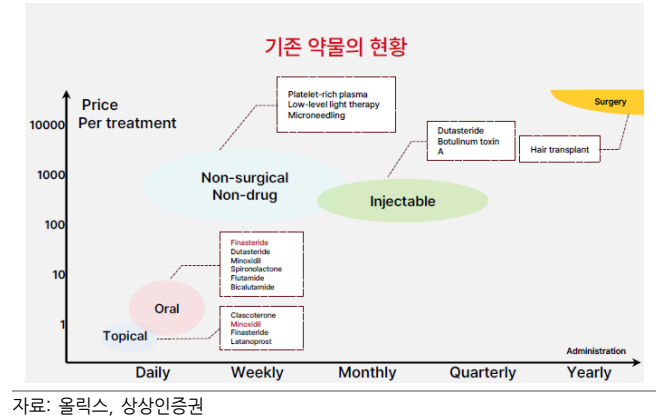 기존 약물의 현황
Price
Per treatment
10000
1000
100
10
1
Platelet-rich plasma
Low-level light therapy
Microneedling
Non-surgical
Non-drug
Dutasteride
Botulinum toxin
A
Injectable
Surgery
Hair transplant
Finasteride
Dutasteride
Minoxidil
Spironolactone
Flutamide
Bicalutamide
Oral
Clascoterone
Minoxidil
Finasteride
Latanoprost
Topical
Administration
Daily
Weekly
Monthly
Quarterly
Yearly
자료: 올릭스, 상상인증권